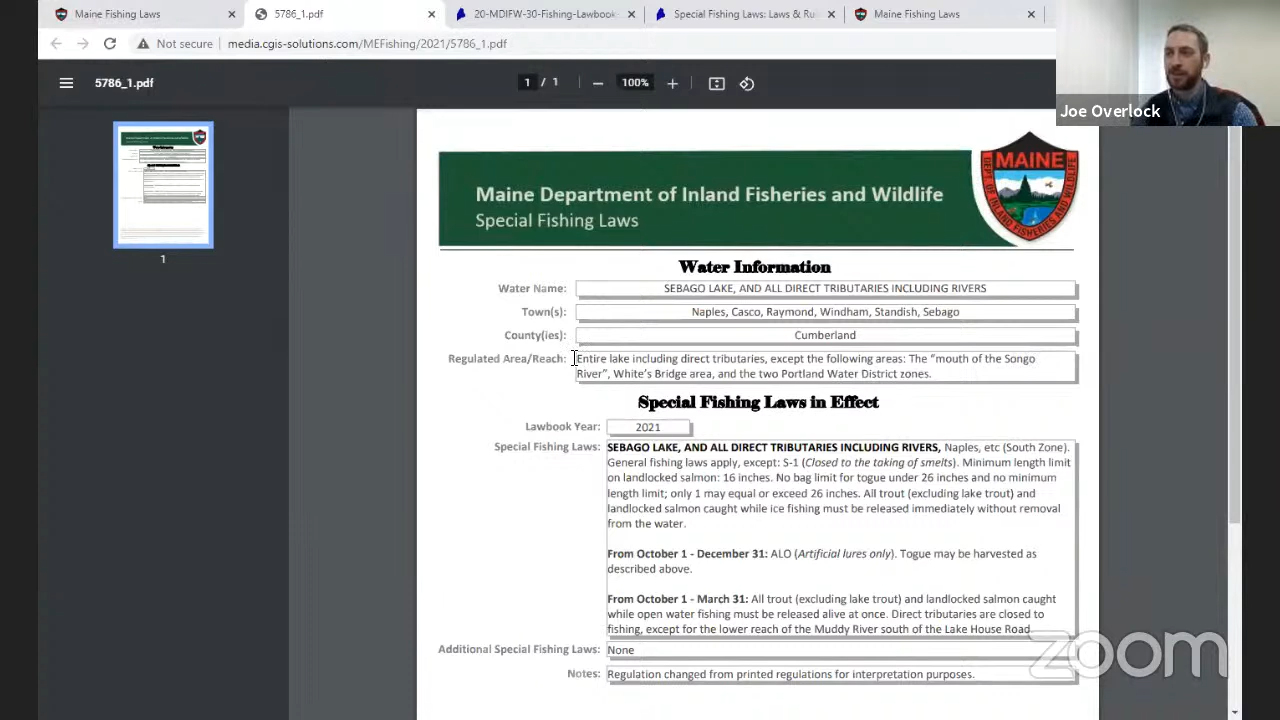 Maine Fishing Laws
5786_1.pdf
20-MDIFW-30-Fishing-Lawbook
Special Fishing Laws: Laws & Ru
Maine Fishing Laws
Not secure
media.cgis-solutions.com/MEFishing/2021/5786_1.pdf
5786_1.pdf
1 / 1
100%
Joe Overlock
1
Maine Department of Inland Fisheries and Wildlife
Special Fishing Laws
MAINE
DEPT OF INLAND FISHERIES AND WILDLIFE
Water Information
Water Name: SEBAGO LAKE, AND ALL DIRECT TRIBUTARIES INCLUDING RIVERS
Town(s): Naples, Casco, Raymond, Windham, Standish, Sebago
County(ies): Cumberland
Regulated Area/Reach: Entire lake including direct tributaries, except the following areas: The “mouth of the Songo
River”, White’s Bridge area, and the two Portland Water District zones.
Special Fishing Laws in Effect
Lawbook Year: 2021
Special Fishing Laws: SEBAGO LAKE, AND ALL DIRECT TRIBUTARIES INCLUDING RIVERS, Naples, etc (South Zone).
General fishing laws apply, except: S-1 (Closed to the taking of smelts). Minimum length limit
on landlocked salmon: 16 inches. No bag limit for togue under 26 inches and no minimum
length limit; only 1 may equal or exceed 26 inches. All trout (excluding lake trout) and
landlocked salmon caught while ice fishing must be released immediately without removal
from the water.
From October 1 - December 31: ALO (Artificial lures only). Togue may be harvested as
described above.
From October 1 - March 31: All trout (excluding lake trout) and landlocked salmon caught
while open water fishing must be released alive at once. Direct tributaries are closed to
fishing, except for the lower reach of the Muddy River south of the Lake House Road.
Additional Special Fishing Laws: None
Notes: Regulation changed from printed regulations for interpretation purposes.
zoom